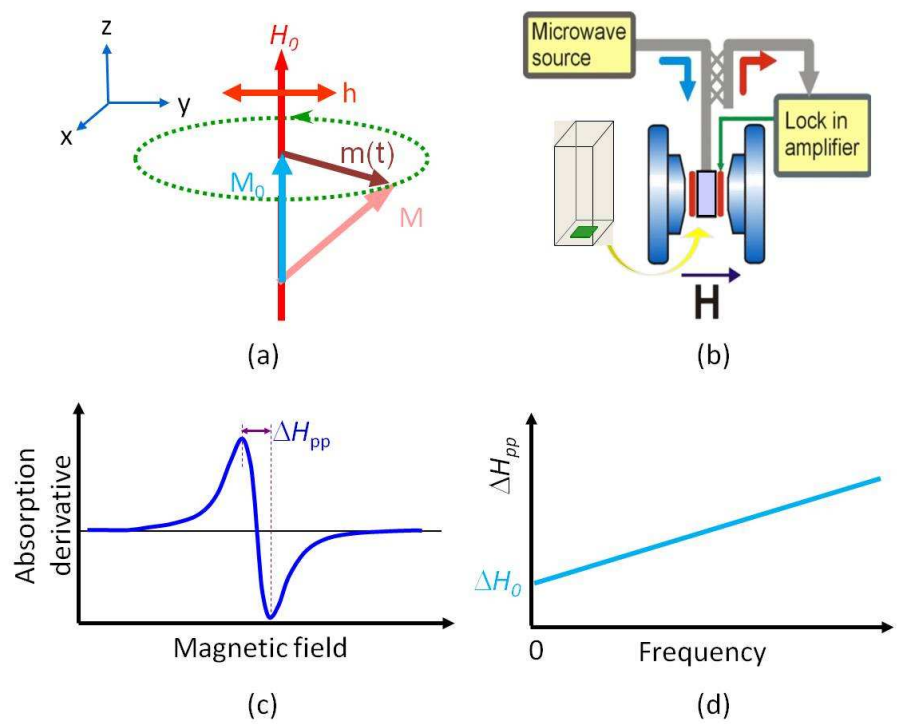 z
y
x
H₀
h
m(t)
M₀
M
(a)
Microwave
source
Lock in
amplifier
H
(b)
ΔHpp
Absorption
derivative
Magnetic field
(c)
ΔHpp
ΔH₀
0
Frequency
(d)